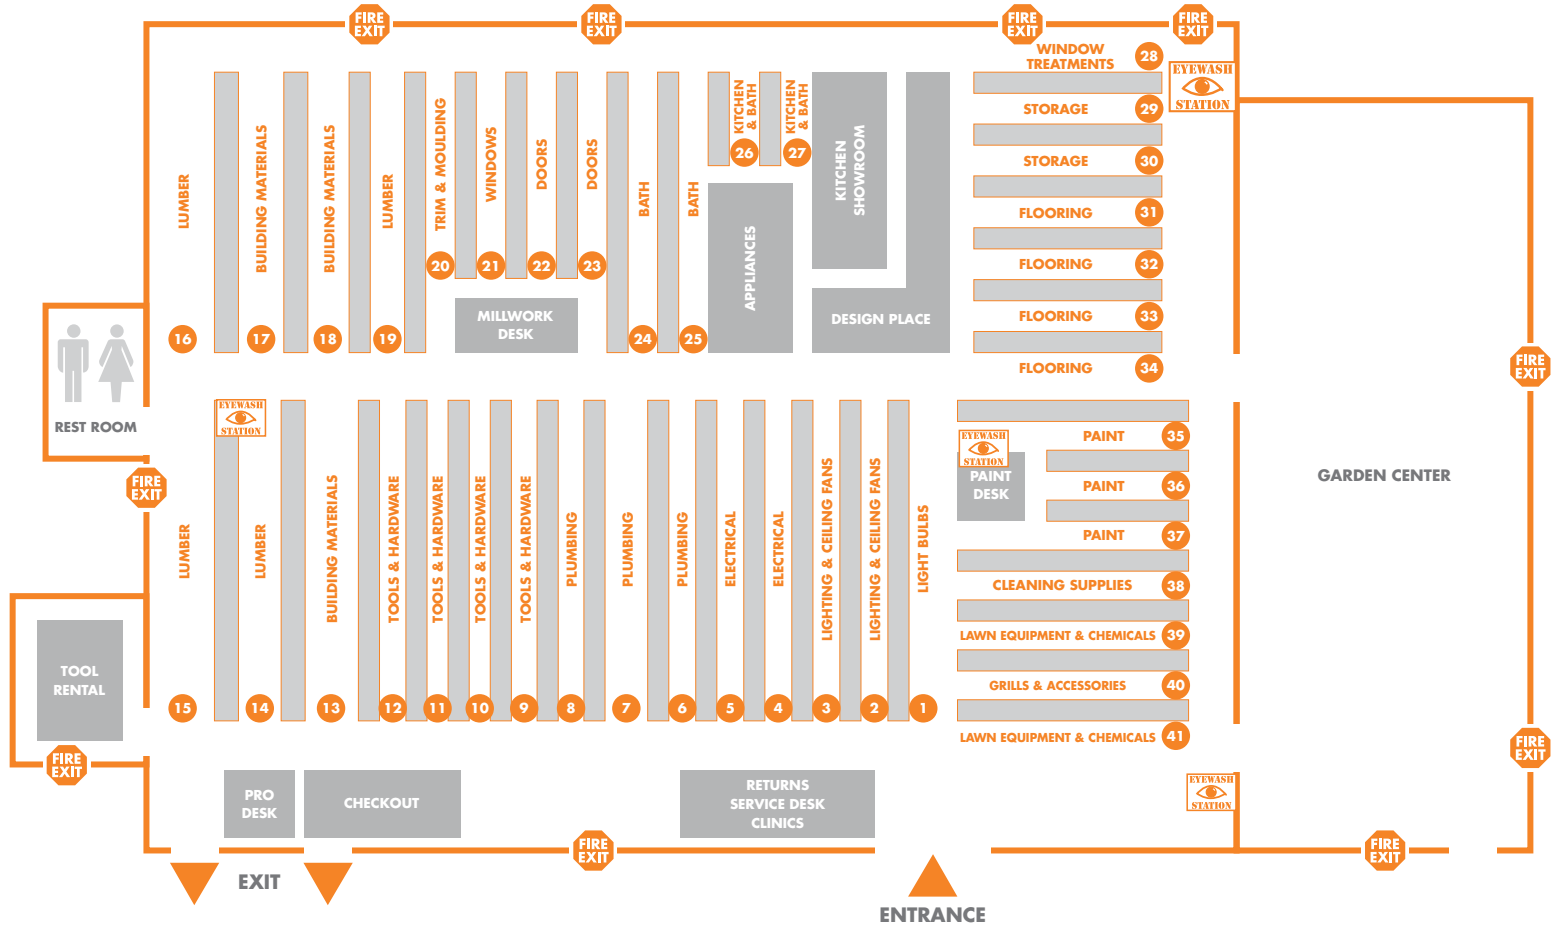 FIRE
EXIT
FIRE
EXIT
FIRE
EXIT
FIRE
EXIT
WINDOW
TREATMENTS
28
EYEWASH
STATION
STORAGE
29
STORAGE
30
FLOORING
31
FLOORING
32
FLOORING
33
FLOORING
34
LUMBER
16
BUILDING MATERIALS
17
BUILDING MATERIALS
18
LUMBER
19
TRIM & MOULDING
20
WINDOWS
21
DOORS
22
DOORS
23
MILLWORK
DESK
BATH
24
BATH
25
KITCHEN
& BATH
26
KITCHEN
& BATH
27
APPLIANCES
KITCHEN
SHOWROOM
DESIGN PLACE
REST ROOM
FIRE
EXIT
EYEWASH
STATION
LUMBER
15
LUMBER
14
BUILDING MATERIALS
13
TOOLS & HARDWARE
12
TOOLS & HARDWARE
11
TOOLS & HARDWARE
10
TOOLS & HARDWARE
9
PLUMBING
8
PLUMBING
7
PLUMBING
6
ELECTRICAL
5
ELECTRICAL
4
LIGHTING & CEILING FANS
3
LIGHTING & CEILING FANS
2
LIGHT BULBS
1
EYEWASH
STATION
PAINT
DESK
PAINT
35
PAINT
36
PAINT
37
CLEANING SUPPLIES
38
LAWN EQUIPMENT & CHEMICALS
39
GRILLS & ACCESSORIES
40
LAWN EQUIPMENT & CHEMICALS
41
GARDEN CENTER
FIRE
EXIT
FIRE
EXIT
TOOL
RENTAL
FIRE
EXIT
PRO
DESK
CHECKOUT
RETURNS
SERVICE DESK
CLINICS
EYEWASH
STATION
FIRE
EXIT
FIRE
EXIT
EXIT
ENTRANCE